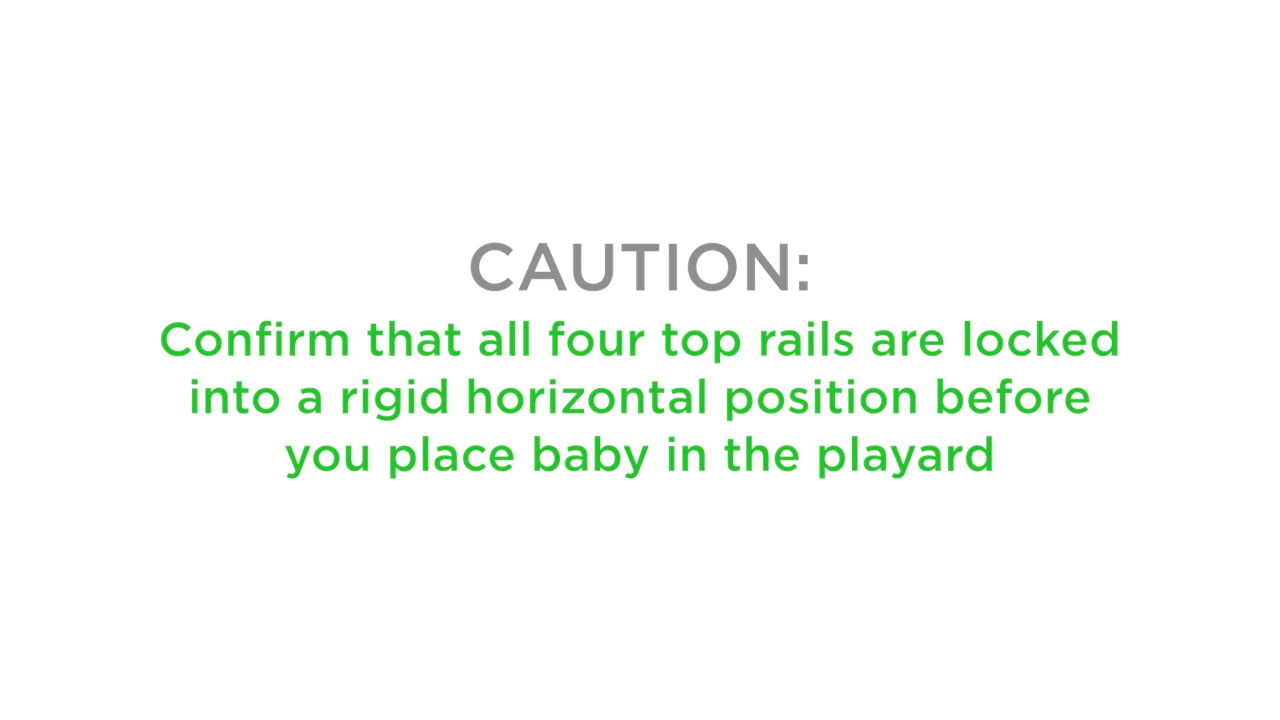 CAUTION:
Confirm that all four top rails are locked
into a rigid horizontal position before
you place baby in the playard